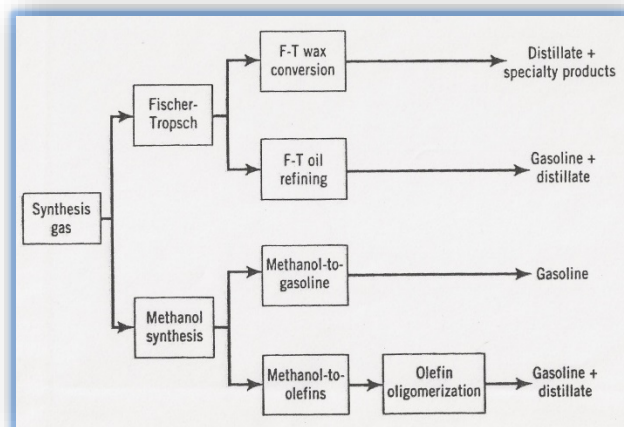 F-T wax
conversion
Distillate +
specialty products
Fischer-
Tropsch
F-T oil
refining
Gasoline +
distillate
Synthesis
gas
Methanol-to-
gasoline
Gasoline
Methanol
synthesis
Methanol-to-
olefins
Olefin
oligomerization
Gasoline +
distillate